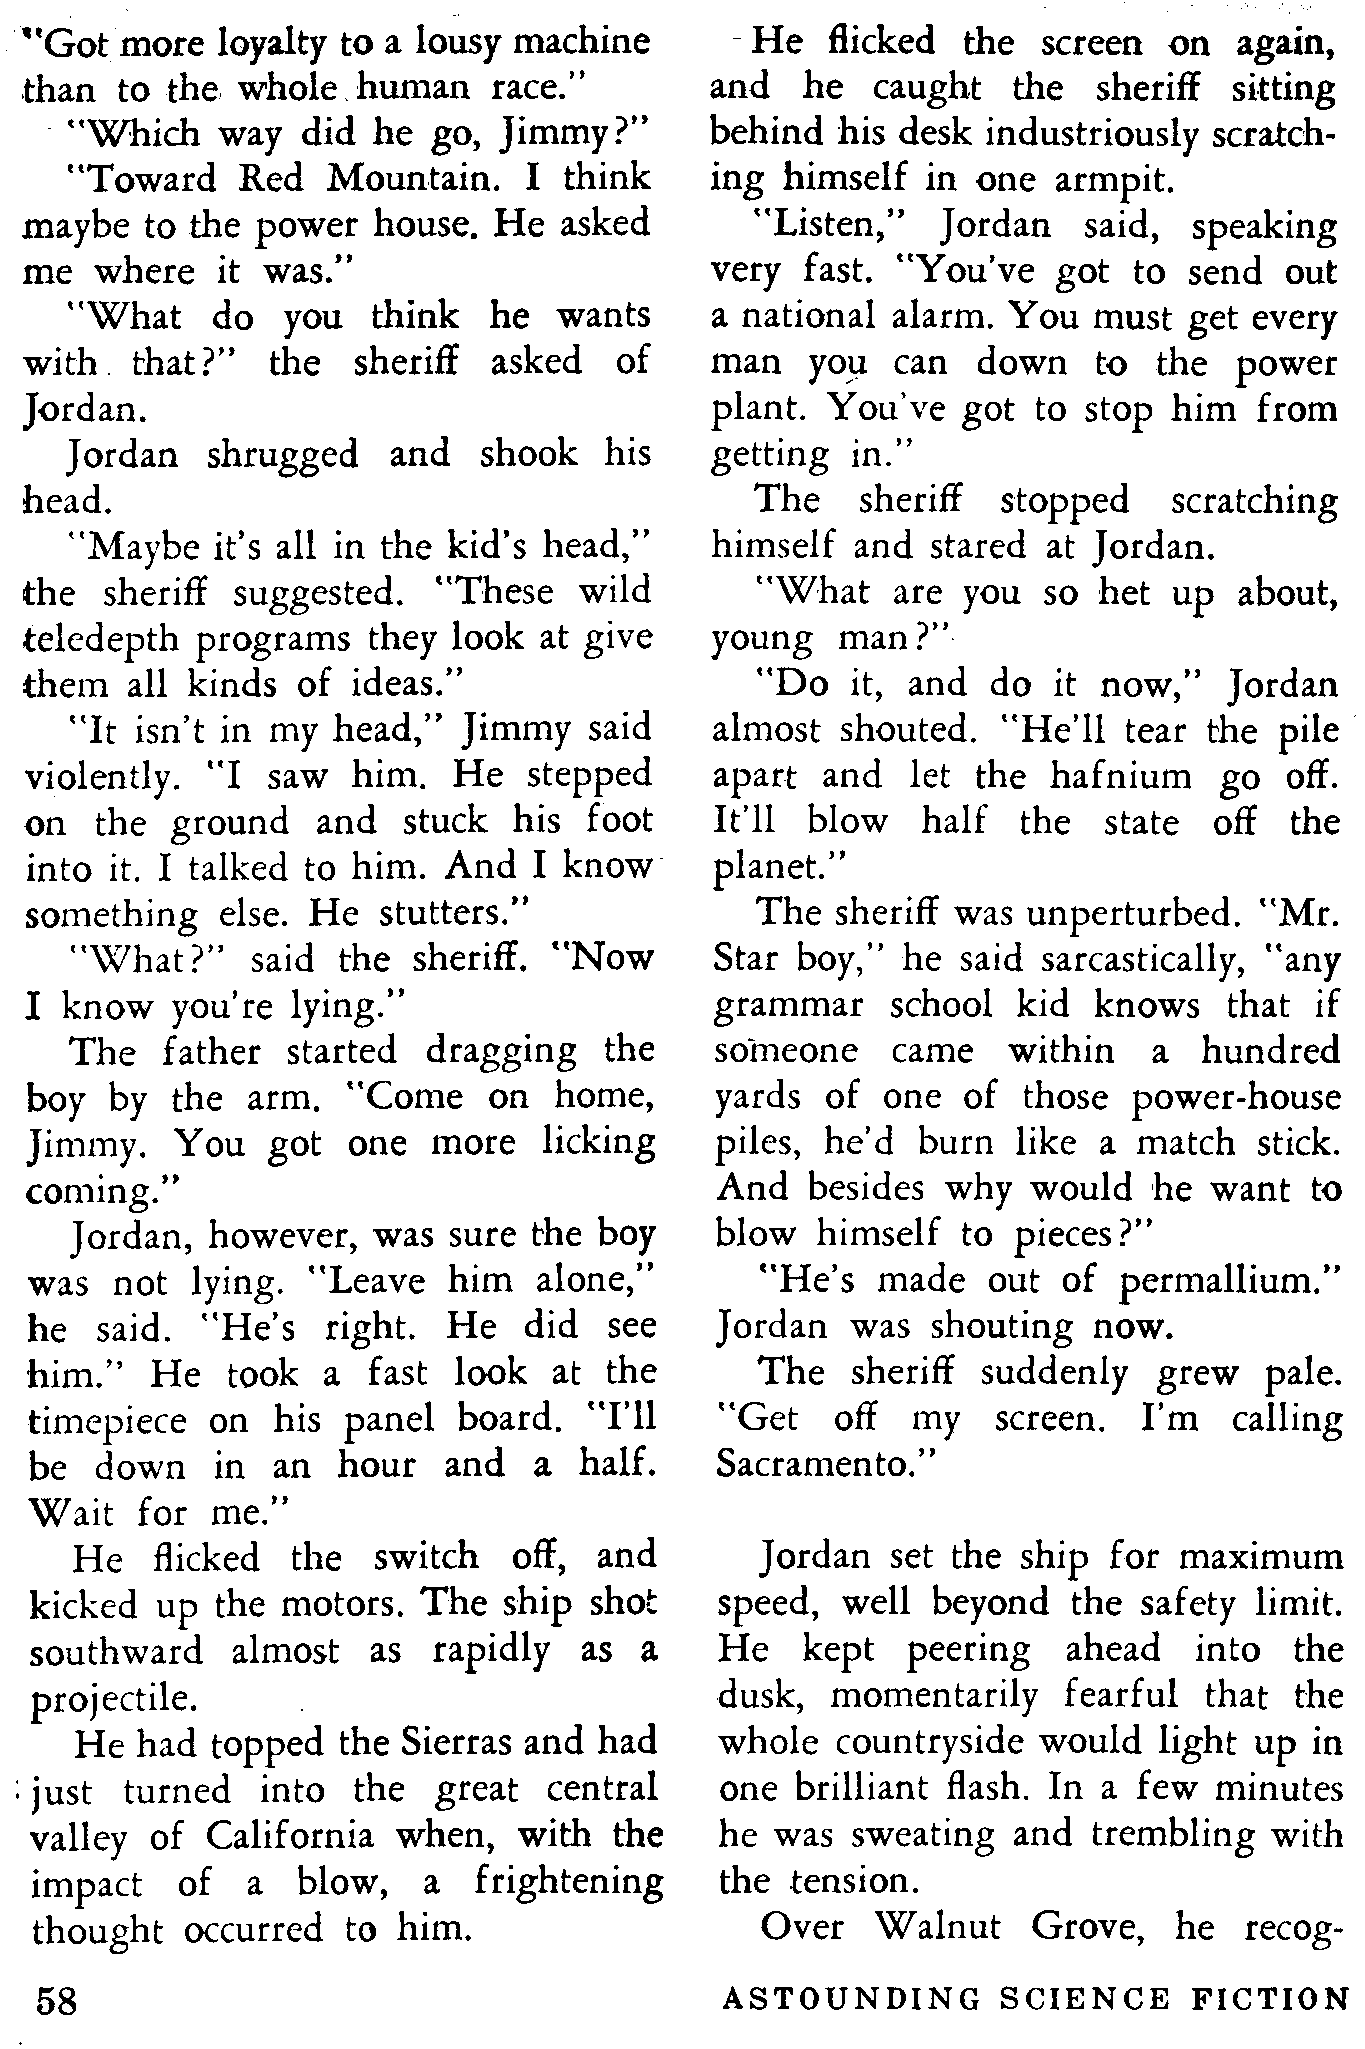 "Got more loyalty to a lousy machine
than to the whole human race."
"Which way did he go, Jimmy?"
"Toward Red Mountain. I think
maybe to the power house. He asked
me where it was."
"What do you think he wants
with that?" the sheriff asked of
Jordan.
Jordan shrugged and shook his
head.
"Maybe it's all in the kid's head,"
the sheriff suggested. "These wild
teledepth programs they look at give
them all kinds of ideas."
"It isn't in my head," Jimmy said
violently. "I saw him. He stepped
on the ground and stuck his foot
into it. I talked to him. And I know
something else. He stutters."
"What?" said the sheriff. "Now
I know you're lying."
The father started dragging the
boy by the arm. "Come on home,
Jimmy. You got one more licking
coming."
Jordan, however, was sure the boy
was not lying. "Leave him alone,"
he said. "He's right. He did see
him." He took a fast look at the
timepiece on his panel board. "I'll
be down in an hour and a half.
Wait for me."
He flicked the switch off, and
kicked up the motors. The ship shot
southward almost as rapidly as a
projectile.
He had topped the Sierras and had
just turned into the great central
valley of California when, with the
impact of a blow, a frightening
thought occurred to him.
He flicked the screen on again,
and he caught the sheriff sitting
behind his desk industriously scratch-
ing himself in one armpit.
"Listen," Jordan said, speaking
very fast. "You've got to send out
a national alarm. You must get every
man you can down to the power
plant. You've got to stop him from
getting in."
The sheriff stopped scratching
himself and stared at Jordan.
"What are you so het up about,
young man?"
"Do it, and do it now," Jordan
almost shouted. "He'll tear the pile
apart and let the hafnium go off.
It'll blow half the state off the
planet."
The sheriff was unperturbed. "Mr.
Star boy," he said sarcastically, "any
grammar school kid knows that if
someone came within a hundred
yards of one of those power-house
piles, he'd burn like a match stick.
And besides why would he want to
blow himself to pieces?"
"He's made out of permallium."
Jordan was shouting now.
The sheriff suddenly grew pale.
"Get off my screen. I'm calling
Sacramento."
Jordan set the ship for maximum
speed, well beyond the safety limit.
He kept peering ahead into the
dusk, momentarily fearful that the
whole countryside would light up in
one brilliant flash. In a few minutes
he was sweating and trembling with
the tension.
Over Walnut Grove, he recog-
58
ASTOUNDING SCIENCE FICTION